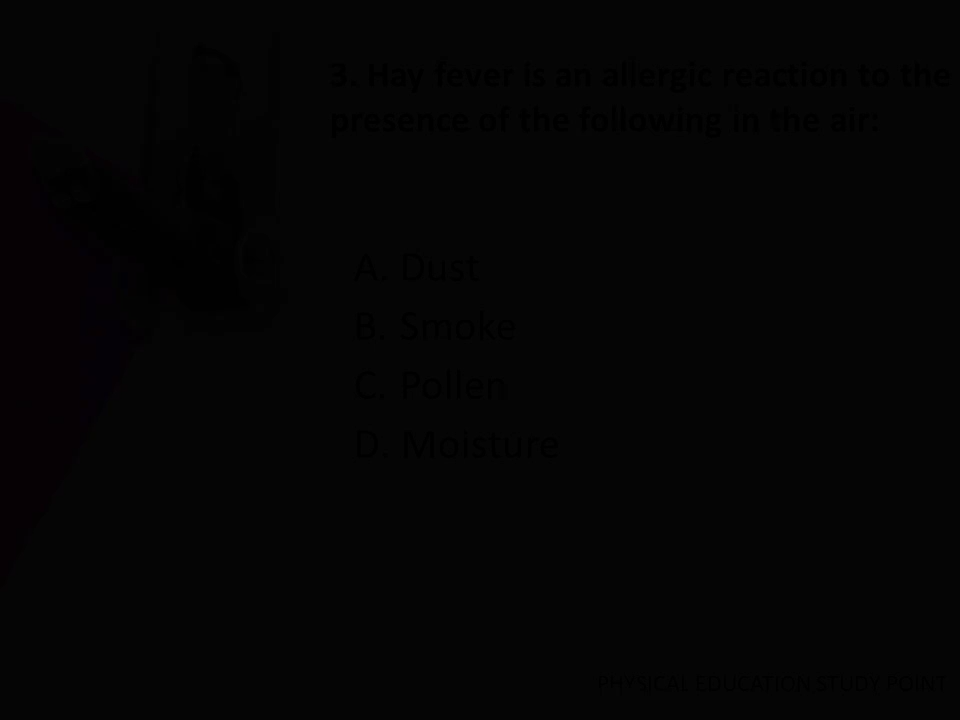 3. Hay fever is an allergic reaction to the
presence of the following in the air:
A. Dust
B. Smoke
C. Pollen
D. Moisture
PHYSICAL EDUCATION STUDY POINT